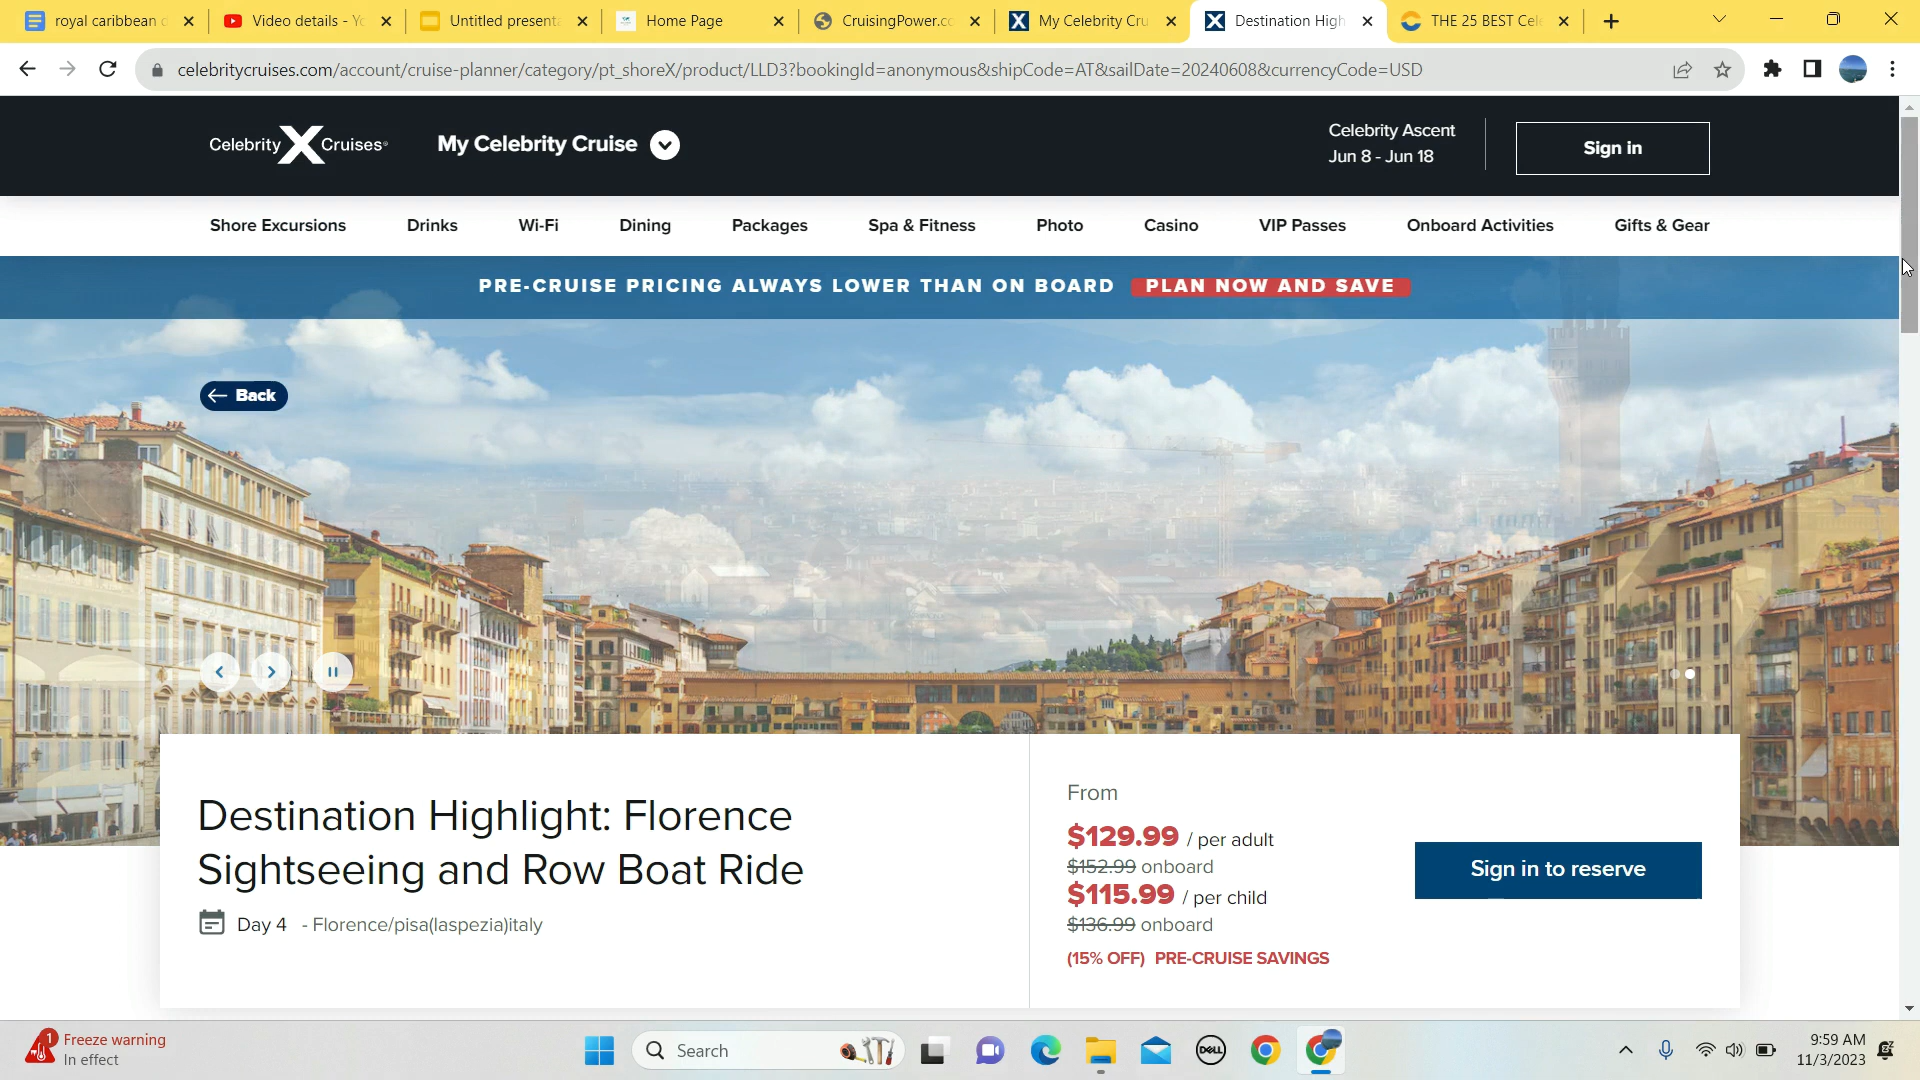 royal caribbean
Video details - Yo
Untitled present
Home Page
CruisingPower.co
My Celebrity Cru
Destination High
THE 25 BEST Cel
celebritycruises.com/account/cruise-planner/category/pt_shoreX/product/LLD3?bookingId=anonymous&shipCode=AT&sailDate=20240608&currencyCode=USD
Celebrity X Cruises®
My Celebrity Cruise
Celebrity Ascent
Jun 8 - Jun 18
Sign in
Shore Excursions
Drinks
Wi-Fi
Dining
Packages
Spa & Fitness
Photo
Casino
VIP Passes
Onboard Activities
Gifts & Gear
PRE-CRUISE PRICING ALWAYS LOWER THAN ON BOARD PLAN NOW AND SAVE
Back
Destination Highlight: Florence
Sightseeing and Row Boat Ride
Day 4 - Florence/pisa(laspezia)italy
From
$129.99 / per adult
$152.99 onboard
$115.99 / per child
$136.99 onboard
(15% OFF) PRE-CRUISE SAVINGS
Sign in to reserve
1
Freeze warning
In effect
Search
DELL
9:59 AM
11/3/2023